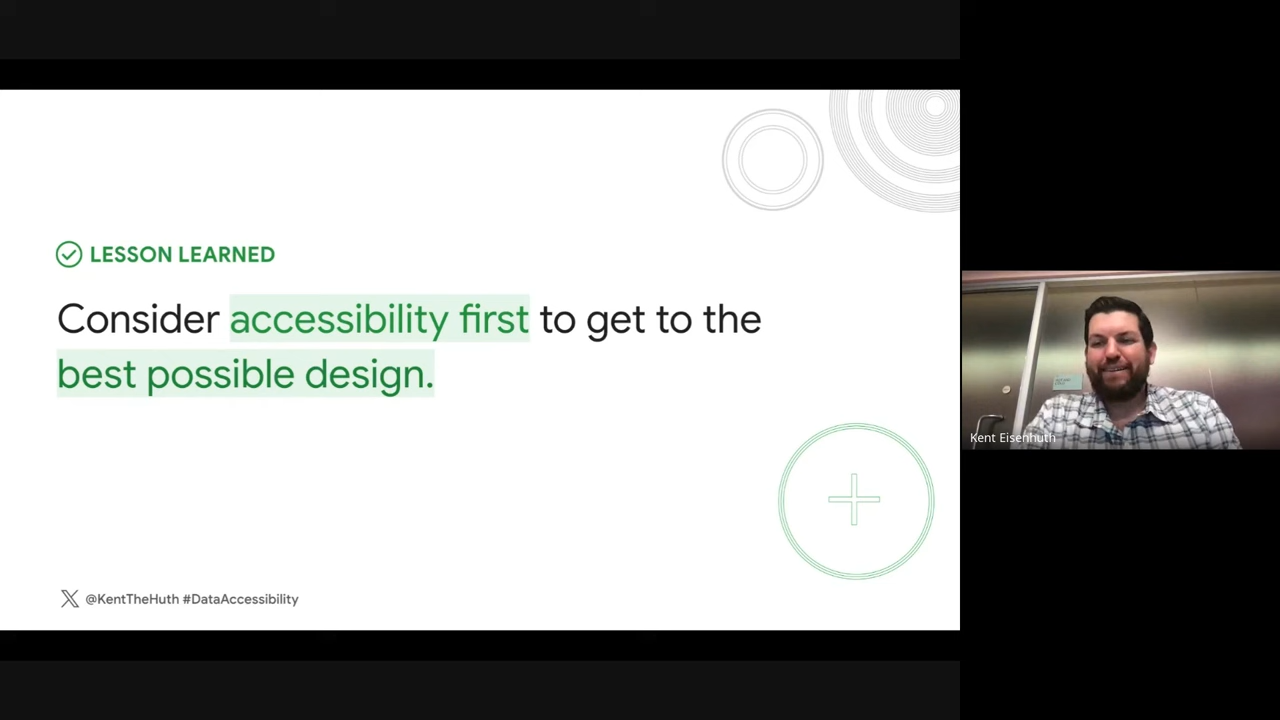 LESSON LEARNED
Consider accessibility first to get to the
best possible design.
@KentTheHuth #DataAccessibility
Kent Eisenhuth